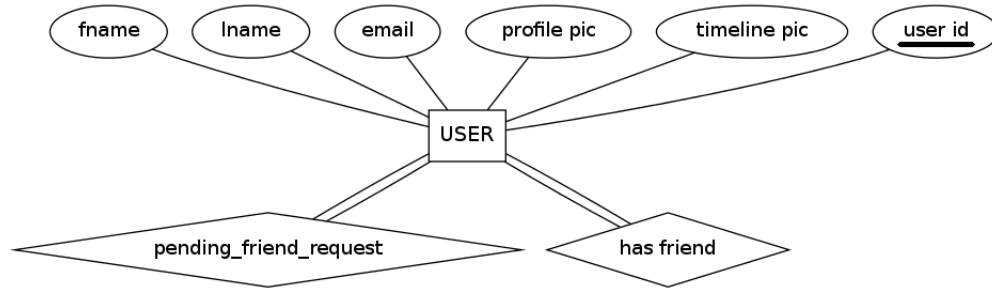 fname
lname
email
profile pic
timeline pic
user id
USER
pending_friend_request
has friend